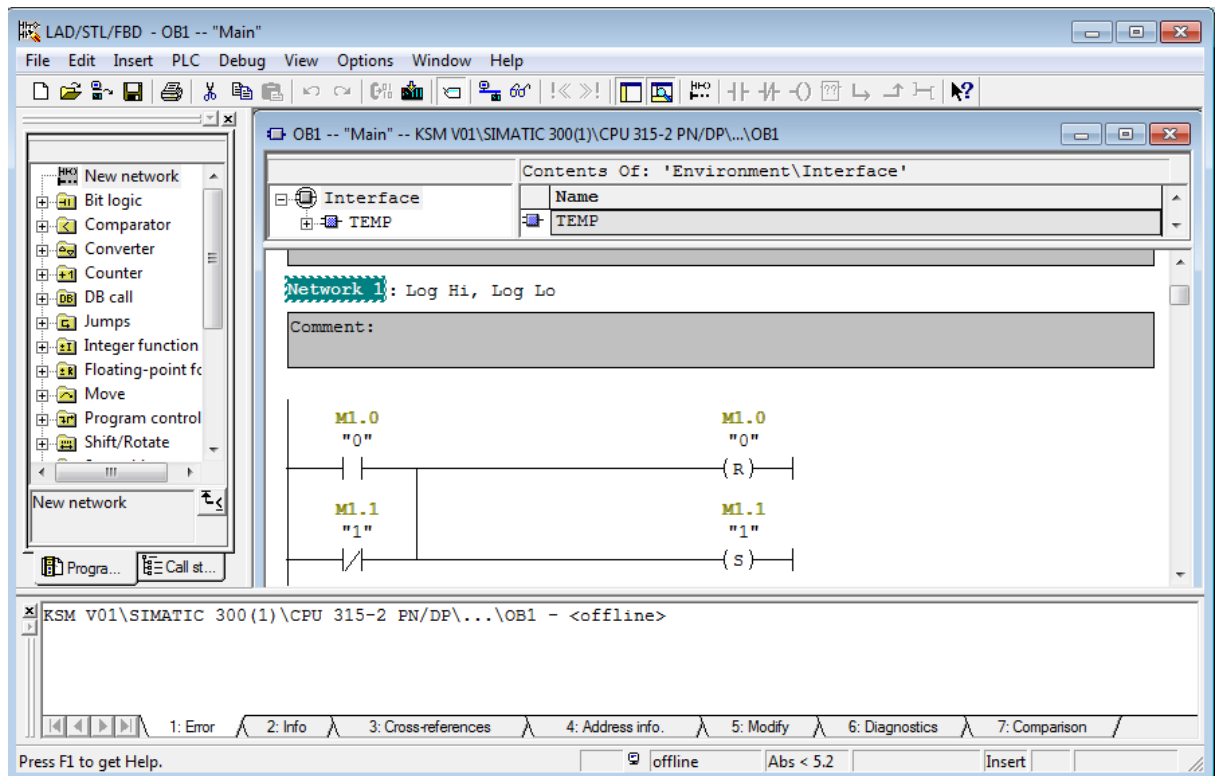 LAD/STL/FBD - OB1 -- "Main"
File Edit Insert PLC Debug View Options Window Help
New network
Bit logic
Comparator
Converter
Counter
DB call
Jumps
Integer function
Floating-point fc
Move
Program control
Shift/Rotate
New network
Progra... Call st...
OB1 -- "Main" -- KSM V01\SIMATIC 300(1)\CPU 315-2 PN/DP\...\OB1
Contents Of: 'Environment\Interface'
Interface
TEMP
Name
TEMP
Network 1: Log Hi, Log Lo
Comment:
M1.0 M1.0
"0" "0"
( R )
M1.1 M1.1
"1" "1"
( S )
KSM V01\SIMATIC 300(1)\CPU 315-2 PN/DP\...\OB1 - <offline>
1: Error 2: Info 3: Cross-references 4: Address info. 5: Modify 6: Diagnostics 7: Comparison
Press F1 to get Help. offline Abs < 5.2 Insert